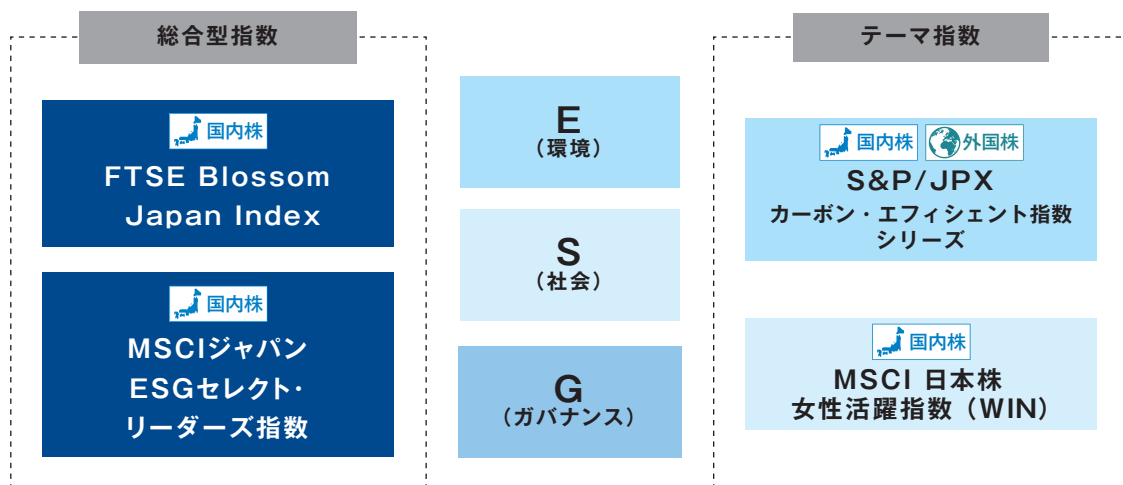 総合型指数
国内株
FTSE Blossom
Japan Index
国内株
MSCIジャパン
ESGセレクト・
リーダーズ指数
E
（環境）
S
（社会）
G
（ガバナンス）
テーマ指数
国内株 外国株
S&P/JPX
カーボン・エフィシェント指数
シリーズ
国内株
MSCI 日本株
女性活躍指数（WIN）